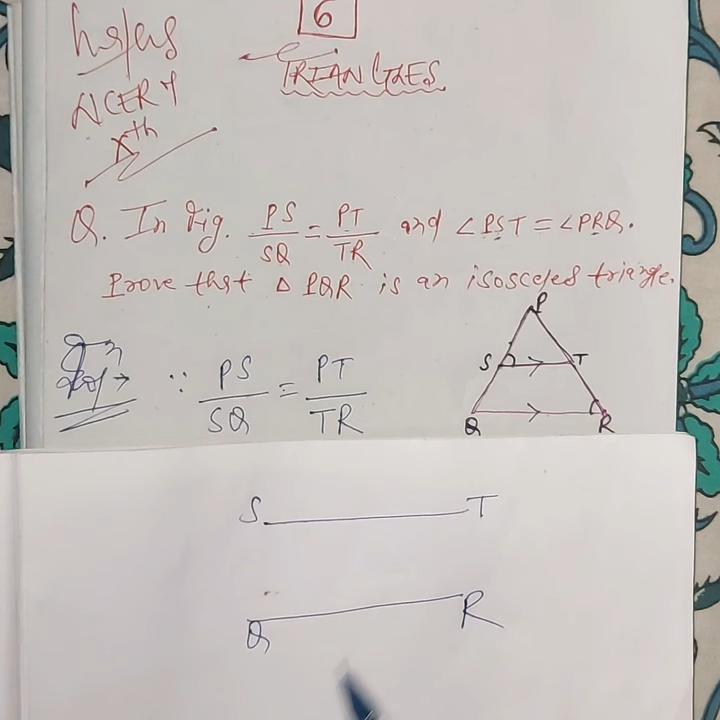 6
TRIANGLES
NCERT
Xth
Q. In Fig. PS/SQ = PT/TR and ∠PST = ∠PRQ.
Prove that △ PQR is an isosceles triangle.
P
S T
Q R
∵ PS/SQ = PT/TR
S T
Q R